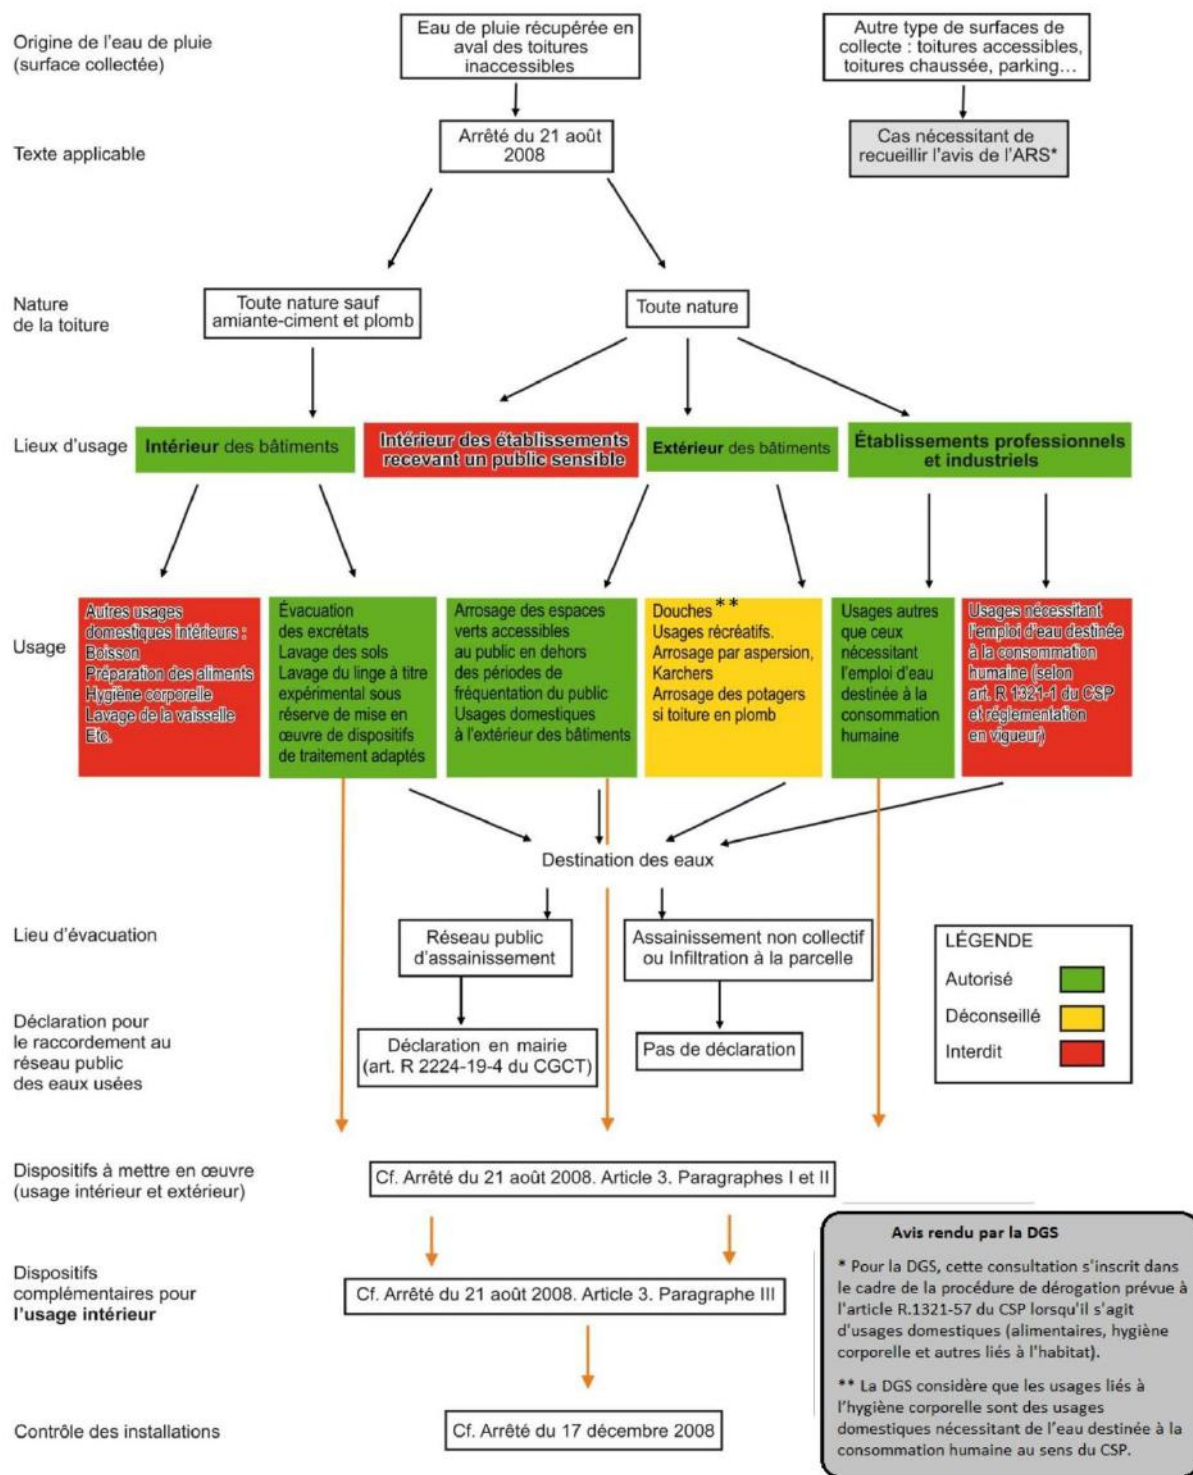 Origine de l'eau de pluie
(surface collectée)
Eau de pluie récupérée en
aval des toitures
inaccessibles
Autre type de surfaces de
collecte : toitures accessibles,
toitures chaussée, parking...
Texte applicable
Arrêté du 21 août
2008
Cas nécessitant de
recueillir l'avis de l'ARS*
Nature
de la toiture
Toute nature sauf
amiante-ciment et plomb
Toute nature
Lieux d'usage
Intérieur des bâtiments
Intérieur des établissements
recevant un public sensible
Extérieur des bâtiments
Établissements professionnels
et industriels
Usage
Autres usages
domestiques intérieurs :
Boisson
Préparation des aliments
Hygiène corporelle
Lavage de la vaisselle
Etc.
Évacuation
des excrétats
Lavage des sols
Lavage du linge à titre
expérimental sous
réserve de mise en
œuvre de dispositifs
de traitement adaptés
Arrosage des espaces
verts accessibles
au public en dehors
des périodes de
fréquentation du public
Usages domestiques
à l'extérieur des bâtiments
Douches**
Usages récréatifs.
Arrosage par aspersion,
Karchers
Arrosage des potagers
si toiture en plomb
Usages autres
que ceux
nécessitant
l'emploi d'eau
destinée à la
consommation
humaine
Usages nécessitant
l'emploi d'eau destinée
à la consommation
humaine (selon
art. R 1321-1 du CSP
et réglementation
en vigueur)
Destination des eaux
Lieu d'évacuation
Réseau public
d'assainissement
Assainissement non collectif
ou Infiltration à la parcelle
LÉGENDE
Autorisé
Déconseillé
Interdit
Déclaration pour
le raccordement au
réseau public
des eaux usées
Déclaration en mairie
(art. R 2224-19-4 du CGCT)
Pas de déclaration
Dispositifs à mettre en œuvre
(usage intérieur et extérieur)
Cf. Arrêté du 21 août 2008. Article 3. Paragraphes I et II
Dispositifs
complémentaires pour
l'usage intérieur
Cf. Arrêté du 21 août 2008. Article 3. Paragraphe III
Contrôle des installations
Cf. Arrêté du 17 décembre 2008
Avis rendu par la DGS
* Pour la DGS, cette consultation s'inscrit dans
le cadre de la procédure de dérogation prévue à
l'article R.1321-57 du CSP lorsqu'il s'agit
d'usages domestiques (alimentaires, hygiène
corporelle et autres liés à l'habitat).
** La DGS considère que les usages liés à
l'hygiène corporelle sont des usages
domestiques nécessitant de l'eau destinée à la
consommation humaine au sens du CSP.